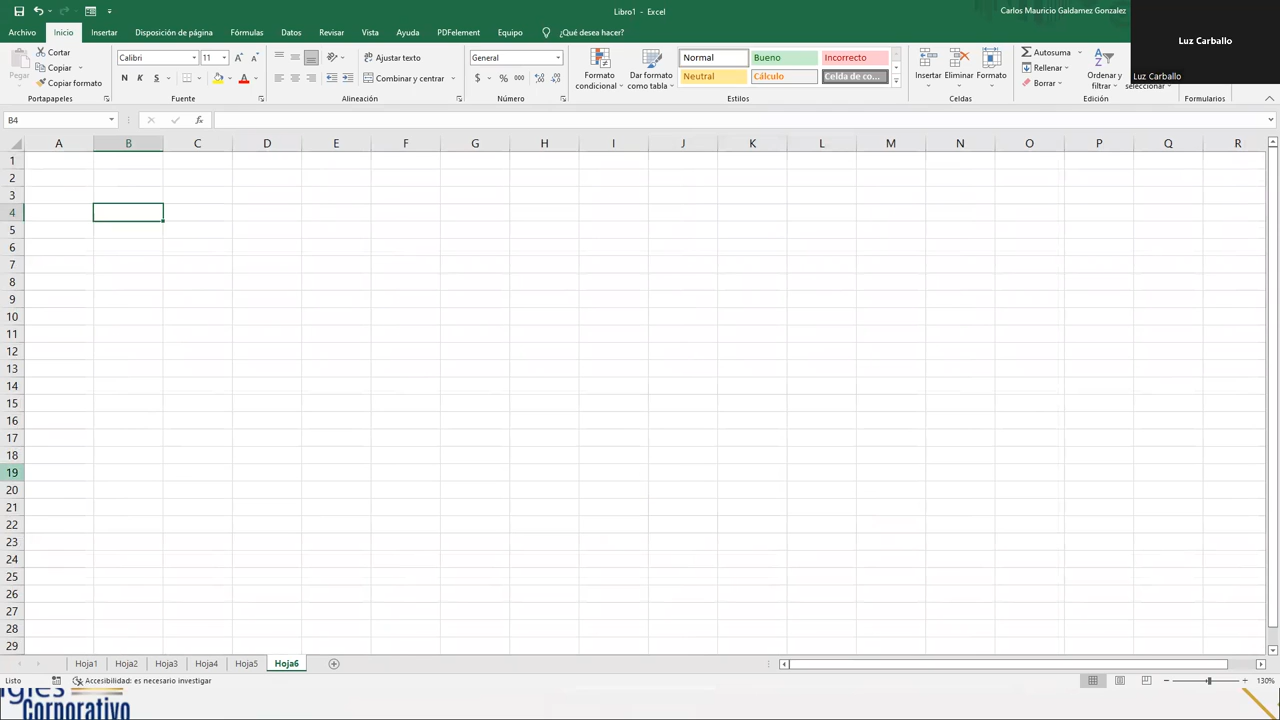 Libro1 - Excel
Carlos Mauricio Galdamez Gonzalez
Luz Carballo
Luz Carballo
Archivo Inicio Insertar Disposición de página Fórmulas Datos Revisar Vista Ayuda PDFelement Equipo ¿Qué desea hacer?
Pegar
Cortar
Copiar
Copiar formato
Portapapeles
Calibri 11
N K S
Fuente
Ajustar texto
Combinar y centrar
Alineación
General
$ % 000
Número
Formato condicional
Dar formato como tabla
Normal Bueno Incorrecto
Neutral Cálculo Celda de co...
Estilos
Insertar Eliminar Formato
Celdas
Autosuma
Rellenar
Borrar
Ordenar y filtrar
seleccionar
Edición
Formularios
B4
fx
A B C D E F G H I J K L M N O P Q R
1
2
3
4
5
6
7
8
9
10
11
12
13
14
15
16
17
18
19
20
21
22
23
24
25
26
27
28
29
Hoja1 Hoja2 Hoja3 Hoja4 Hoja5 Hoja6
Listo Accesibilidad: es necesario investigar 130%
Corporativo